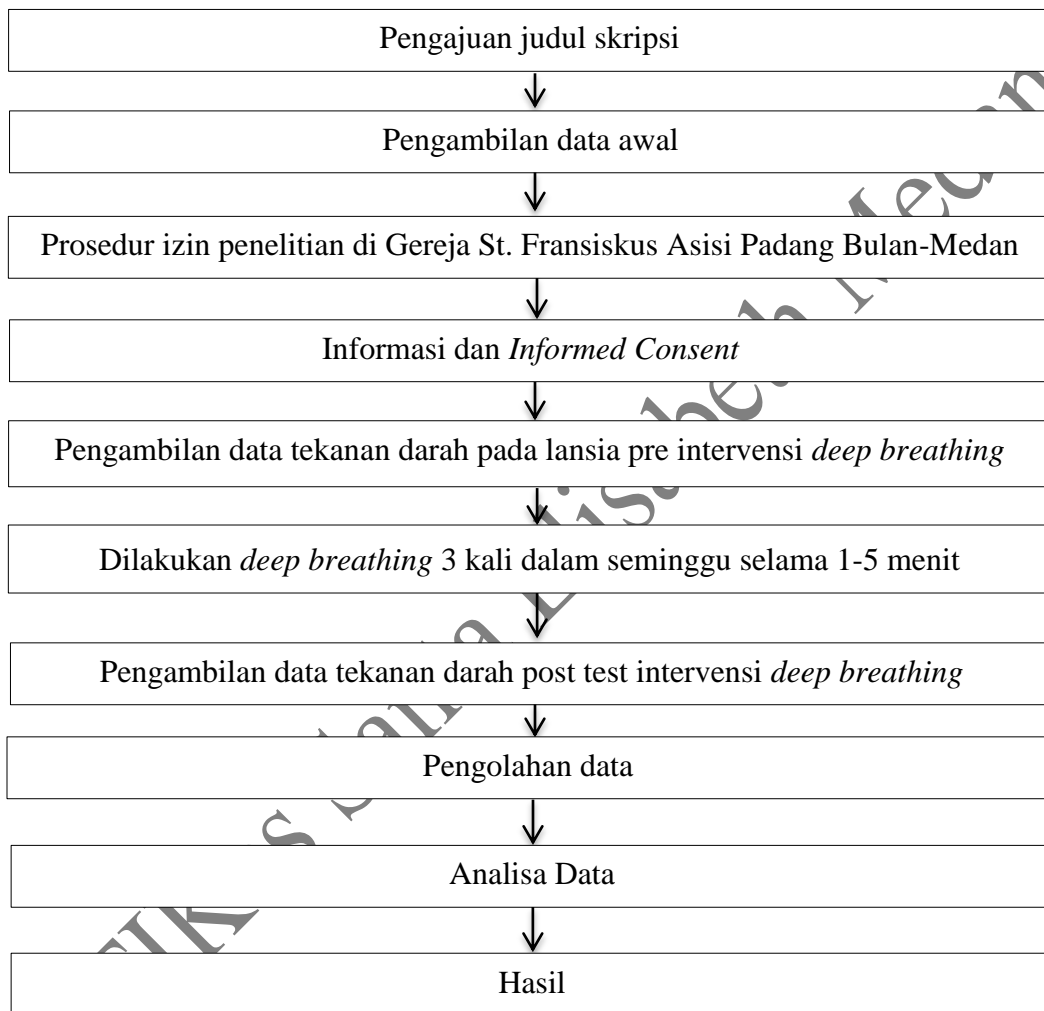 Pengajuan judul skripsi
Pengambilan data awal
Prosedur izin penelitian di Gereja St. Fransiskus Asisi Padang Bulan-Medan
Informasi dan Informed Consent
Pengambilan data tekanan darah pada lansia pre intervensi deep breathing
Dilakukan deep breathing 3 kali dalam seminggu selama 1-5 menit
Pengambilan data tekanan darah post test intervensi deep breathing
Pengolahan data
Analisa Data
Hasil